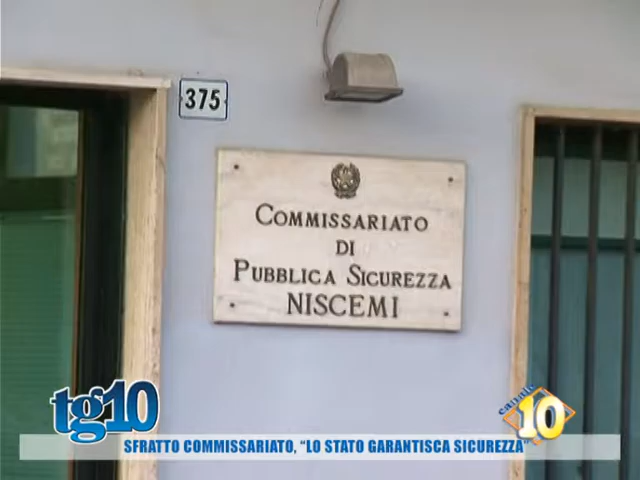 375
COMMISSARIATO
DI
PUBBLICA SICUREZZA
NISCEMI
tg10
canale
10
SFRATTO COMMISSARIATO, "LO STATO GARANTISCA SICUREZZA"